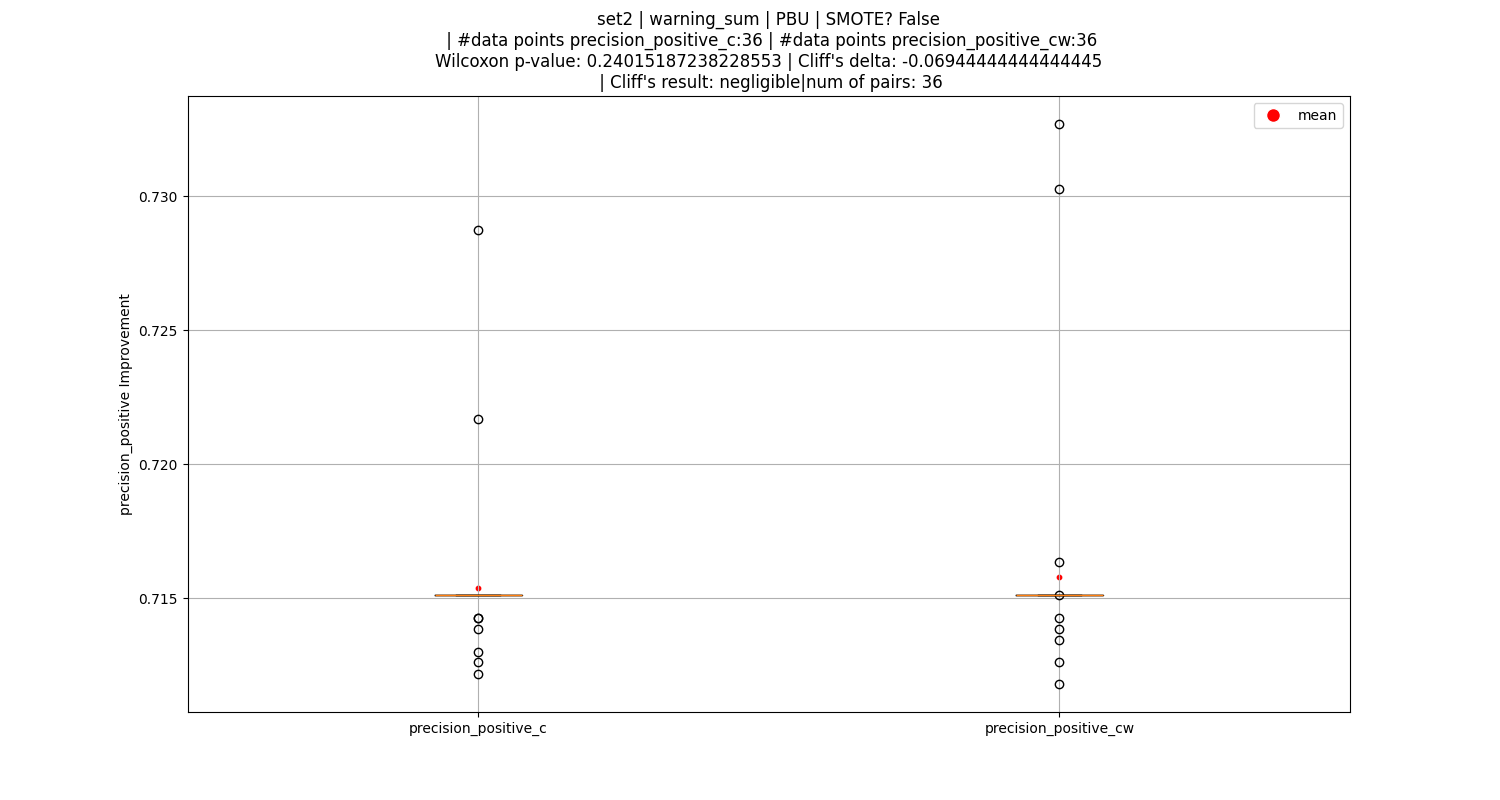 set2 | warning_sum | PBU | SMOTE? False
| #data points precision_positive_c:36 | #data points precision_positive_cw:36
Wilcoxon p-value: 0.24015187238228553 | Cliff's delta: -0.06944444444444445
| Cliff's result: negligible|num of pairs: 36
mean
0.730
0.725
0.720
0.715
precision_positive Improvement
precision_positive_c
precision_positive_cw